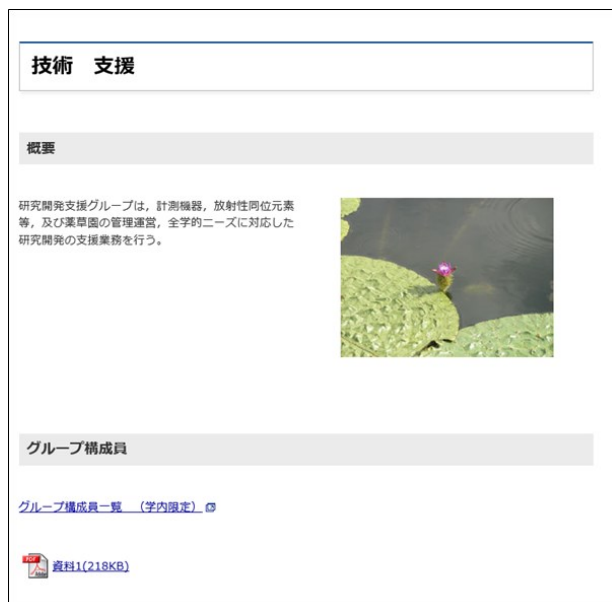 技術　支援
概要
研究開発支援グループは，計測機器，放射性同位元素
等，及び薬草園の管理運営，全学的ニーズに対応した
研究開発の支援業務を行う。
グループ構成員
グループ構成員一覧　（学内限定）
PDF
資料1(218KB)